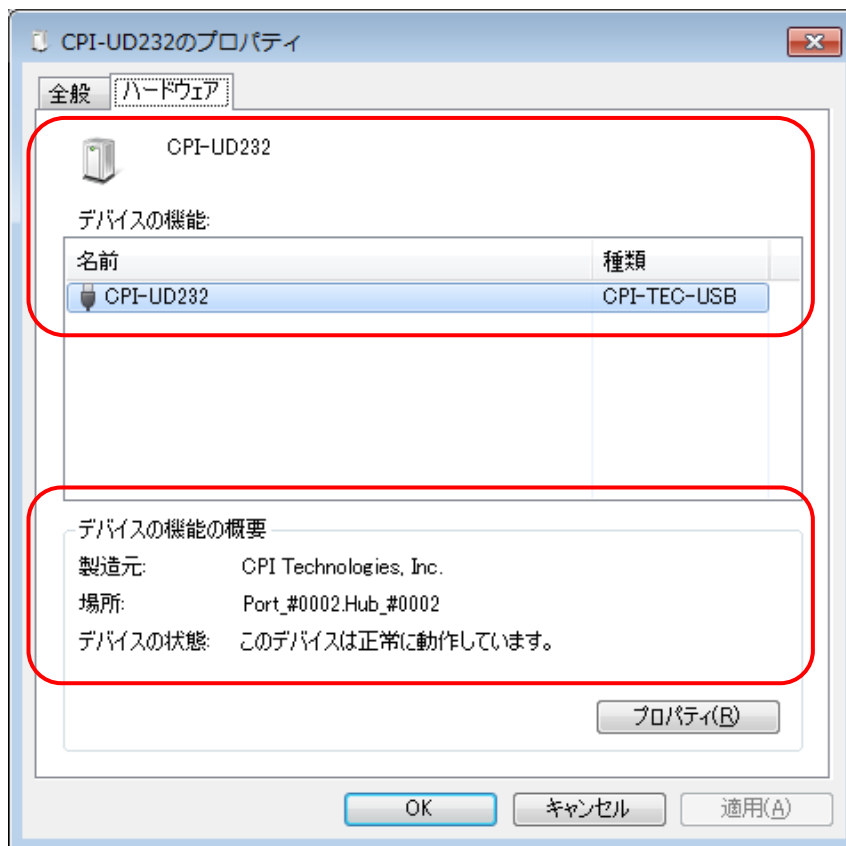 CPI-UD232のプロパティ
全般 ハードウェア
CPI-UD232
デバイスの機能:
名前 種類
CPI-UD232 CPI-TEC-USB
デバイスの機能の概要
製造元: CPI Technologies, Inc.
場所: Port_#0002.Hub_#0002
デバイスの状態: このデバイスは正常に動作しています。
プロパティ(R)
OK キャンセル 適用(A)